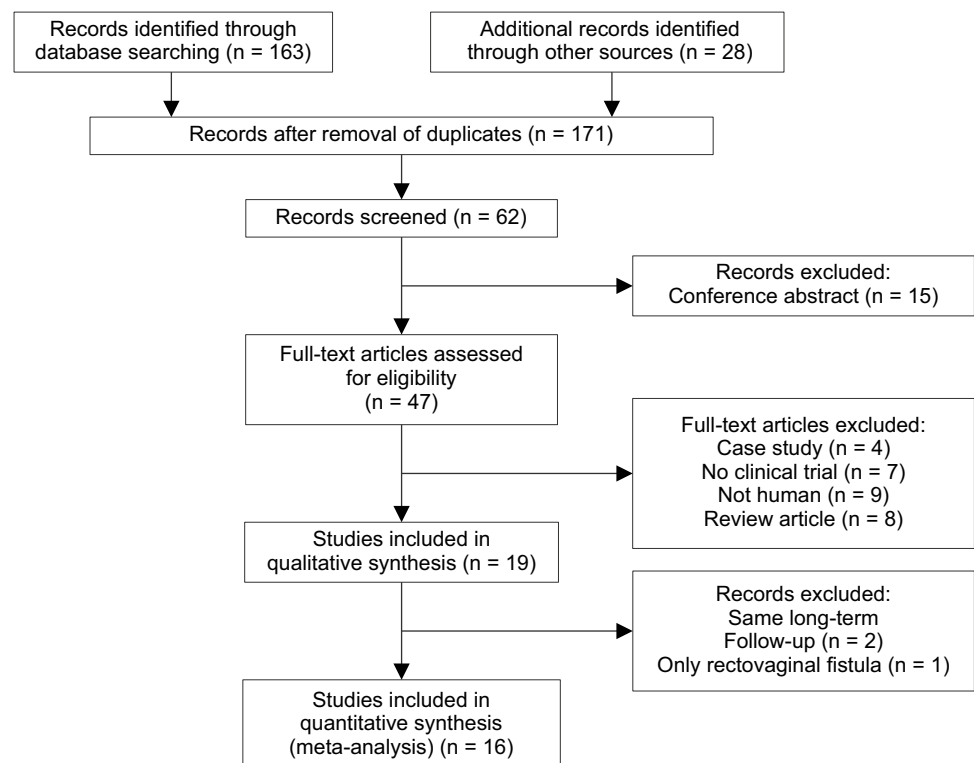 Records identified through
database searching (n = 163)
Additional records identified
through other sources (n = 28)
Records after removal of duplicates (n = 171)
Records screened (n = 62)
Records excluded:
Conference abstract (n = 15)
Full-text articles assessed
for eligibility
(n = 47)
Full-text articles excluded:
Case study (n = 4)
No clinical trial (n = 7)
Not human (n = 9)
Review article (n = 8)
Studies included in
qualitative synthesis (n = 19)
Records excluded:
Same long-term
Follow-up (n = 2)
Only rectovaginal fistula (n = 1)
Studies included in
quantitative synthesis
(meta-analysis) (n = 16)